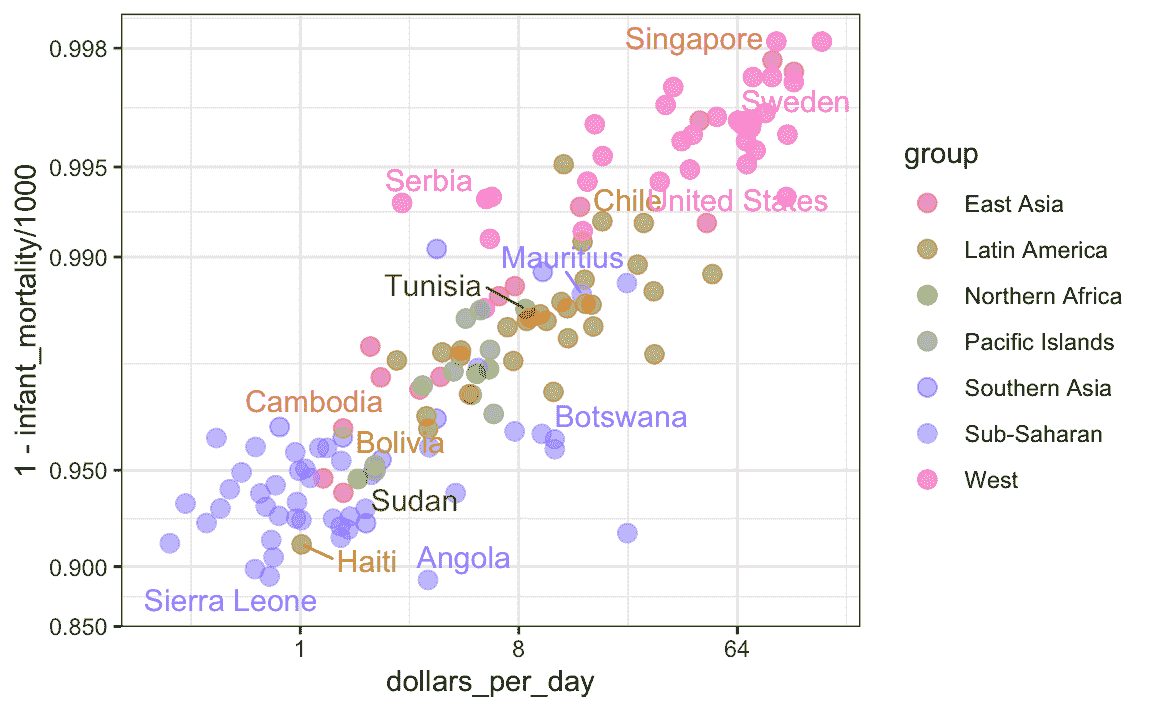 0.998
0.995
0.990
0.950
0.900
0.850
1 - infant_mortality/1000
Singapore
Sweden
Serbia
Chile
United States
Mauritius
Tunisia
Cambodia
Botswana
Bolivia
Sudan
Haiti
Angola
Sierra Leone
1
8
64
dollars_per_day
group
East Asia
Latin America
Northern Africa
Pacific Islands
Southern Asia
Sub-Saharan
West